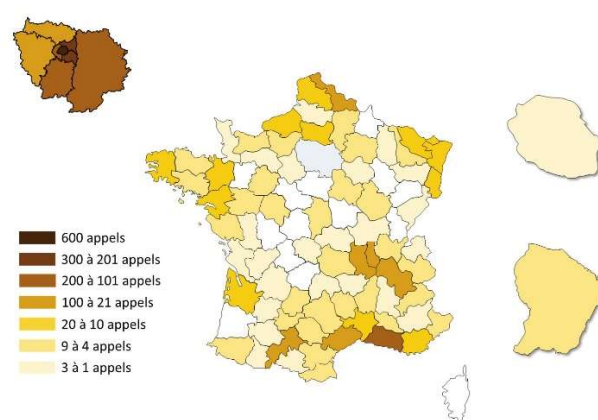 600 appels
300 à 201 appels
200 à 101 appels
100 à 21 appels
20 à 10 appels
9 à 4 appels
3 à 1 appels